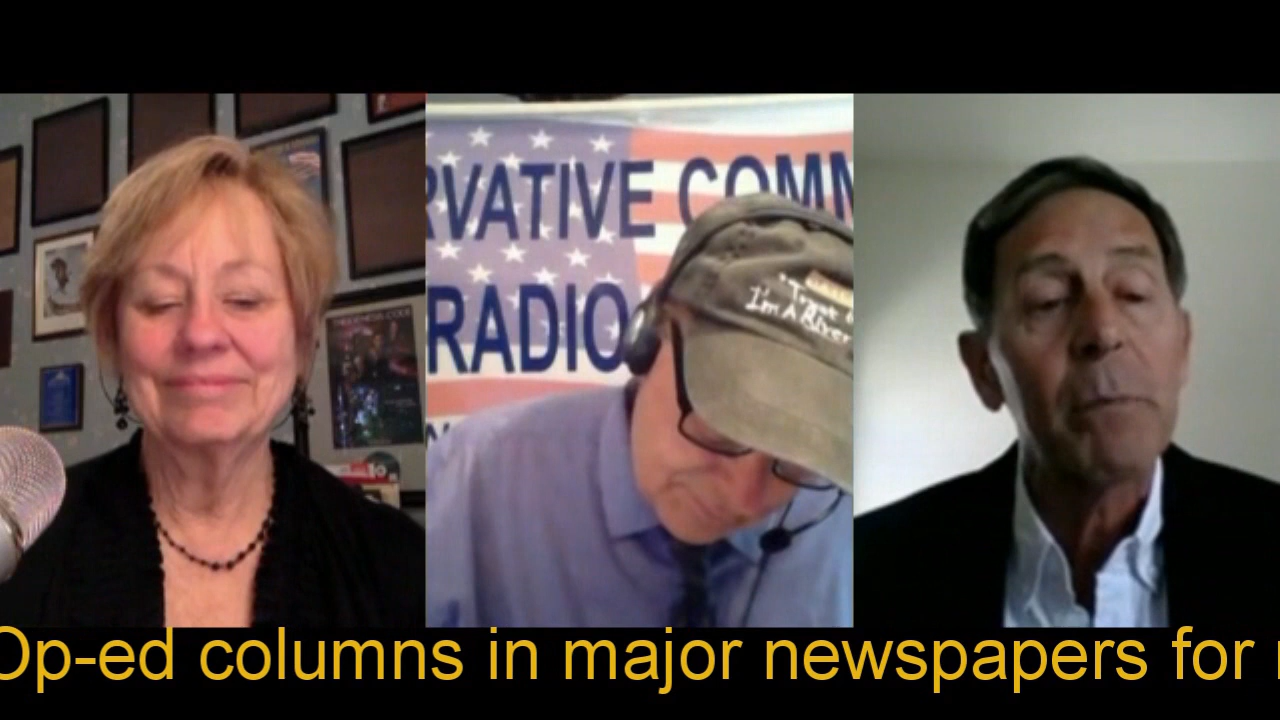 RVATIVE COMM
RADIO
I'm A River
Op-ed columns in major newspapers for